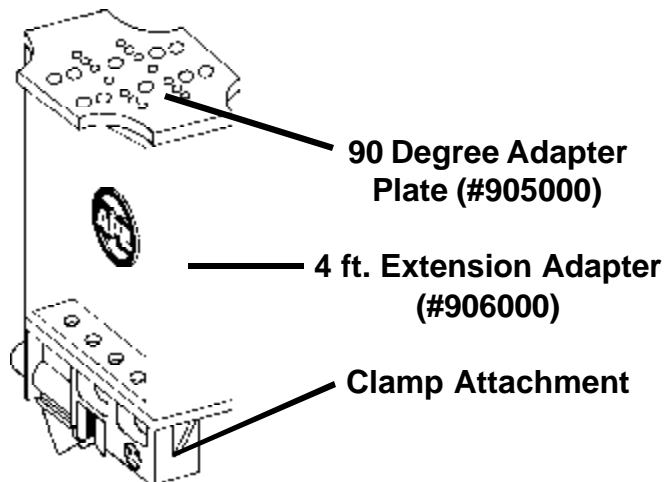 90 Degree Adapter
Plate (#905000)
4 ft. Extension Adapter
(#906000)
Clamp Attachment